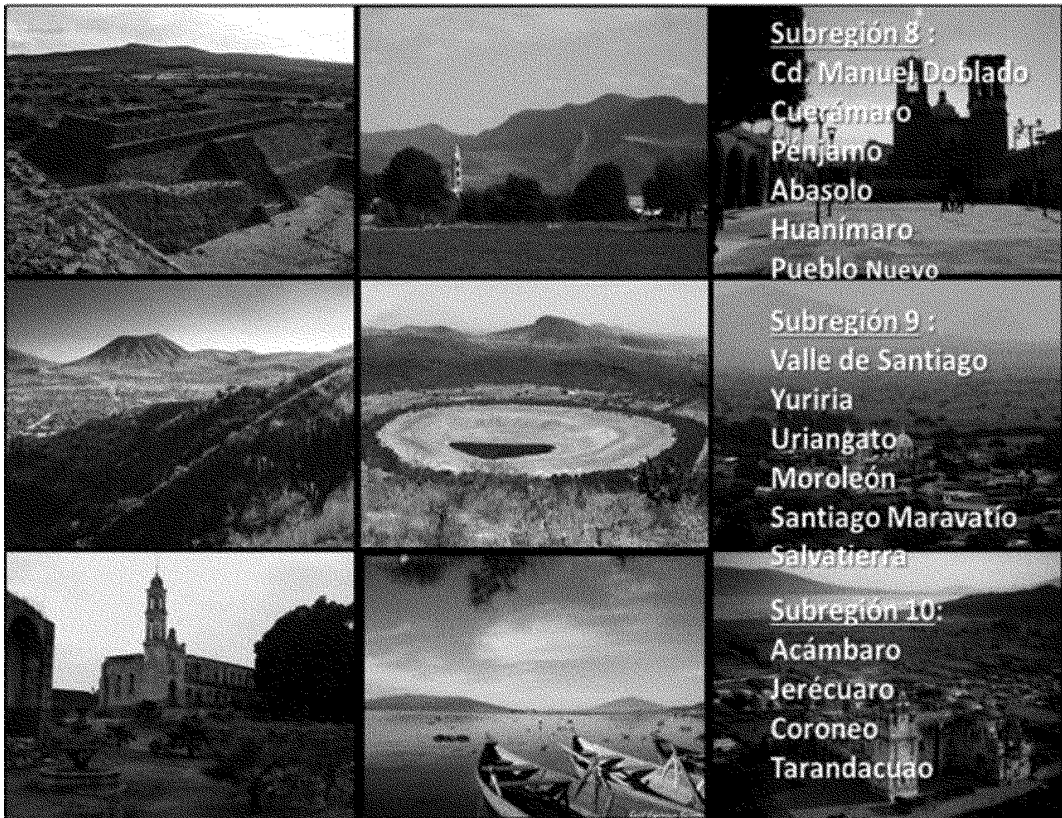 Subregión 8 :
Cd. Manuel Doblado
Cuerámaro
Pénjamo
Abasolo
Huanímaro
Pueblo Nuevo
Subregión 9 :
Valle de Santiago
Yuriria
Uriangato
Moroleón
Santiago Maravatío
Salvatierra
Subregión 10:
Acámbaro
Jerécuaro
Coroneo
Tarandacuao